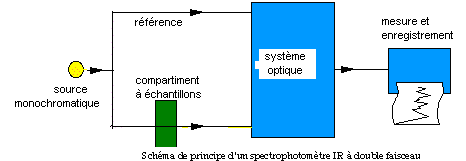 référence
mesure et
enregistrement
système
optique
source
monochromatique
compartiment
à échantillons
Schéma de principe d'un spectrophotomètre IR à double faisceau